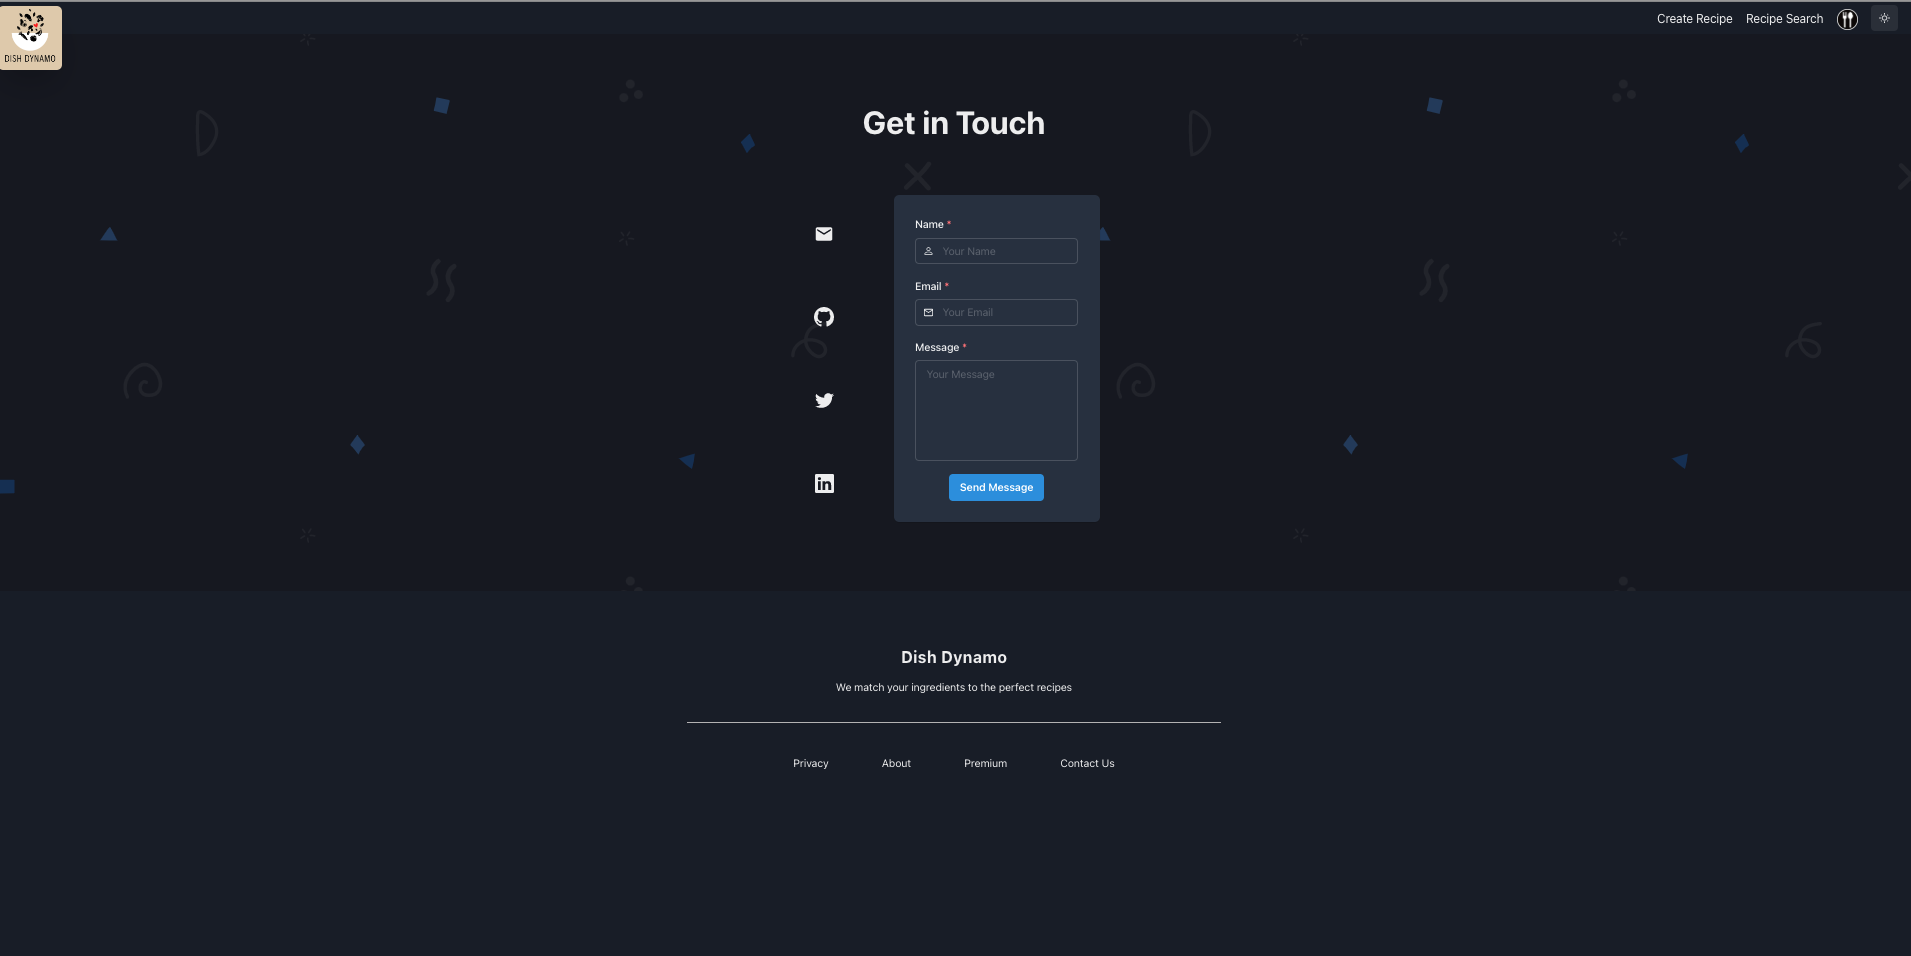 DISH DYNAMO
Create Recipe Recipe Search
Get in Touch
Name *
Your Name
Email *
Your Email
Message *
Your Message
Send Message
Dish Dynamo
We match your ingredients to the perfect recipes
Privacy About Premium Contact Us